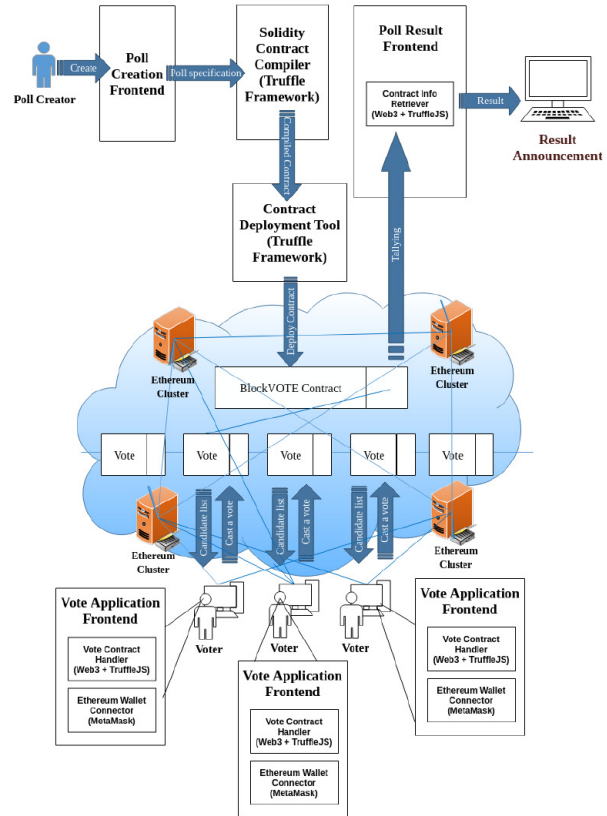 Poll Creator
Create
Poll
Creation
Frontend
Poll specification
Solidity
Contract
Compiler
(Truffle
Framework)
Compiled Contract
Contract
Deployment Tool
(Truffle
Framework)
Deploy Contract
Poll Result
Frontend
Contract Info
Retriever
(Web3 + TruffleJS)
Result
Result
Announcement
Tallying
Ethereum
Cluster
Ethereum
Cluster
BlockVOTE Contract
Vote
Vote
Vote
Vote
Vote
Candidate list
Cast a vote
Candidate list
Cast a vote
Candidate list
Cast a vote
Ethereum
Cluster
Ethereum
Cluster
Voter
Voter
Voter
Vote Application
Frontend
Vote Contract
Handler
(Web3 + TruffleJS)
Ethereum Wallet
Connector
(MetaMask)
Vote Application
Frontend
Vote Contract
Handler
(Web3 + TruffleJS)
Ethereum Wallet
Connector
(MetaMask)
Vote Application
Frontend
Vote Contract
Handler
(Web3 + TruffleJS)
Ethereum Wallet
Connector
(MetaMask)